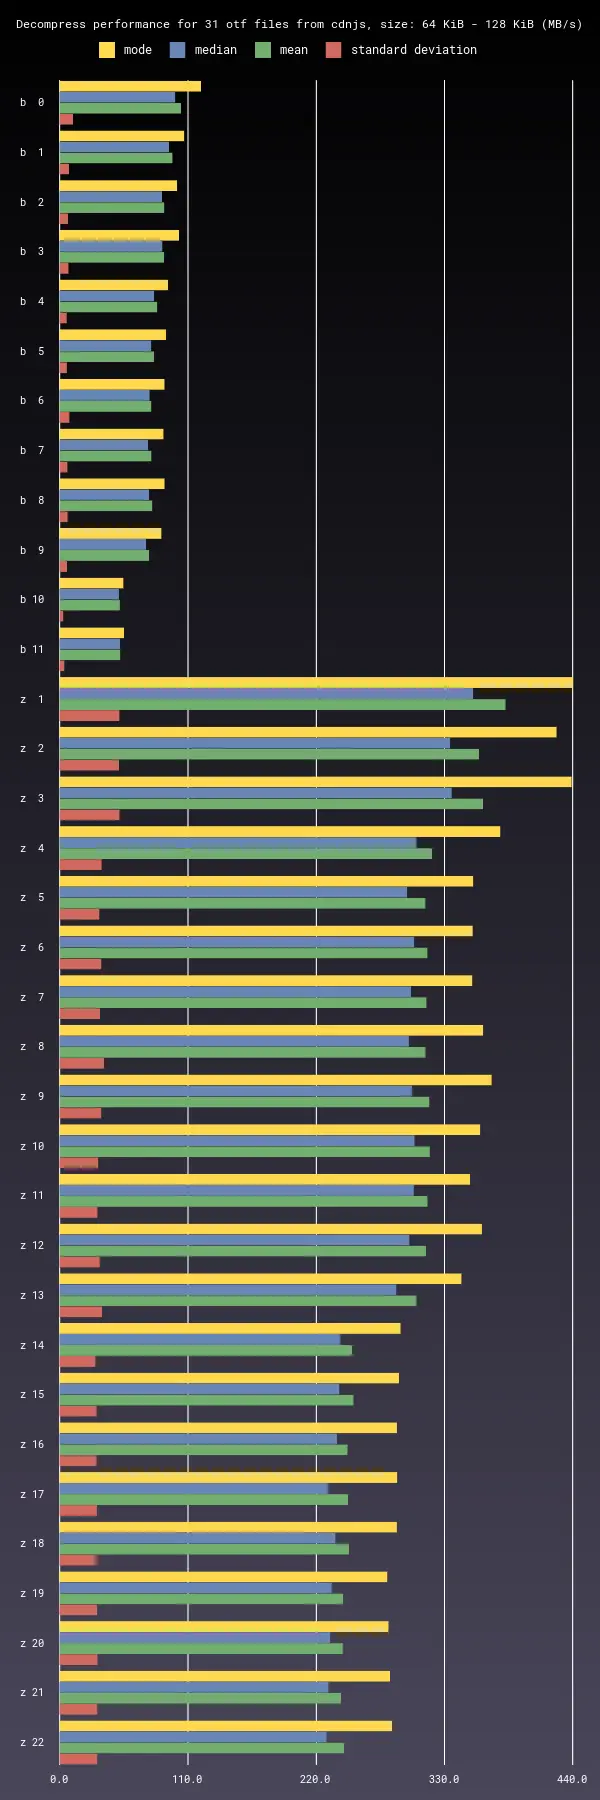 Decompress performance for 31 otf files from cdnjs, size: 64 KiB - 128 KiB (MB/s)
mode median mean standard deviation
b 0
b 1
b 2
b 3
b 4
b 5
b 6
b 7
b 8
b 9
b 10
b 11
z 1
z 2
z 3
z 4
z 5
z 6
z 7
z 8
z 9
z 10
z 11
z 12
z 13
z 14
z 15
z 16
z 17
z 18
z 19
z 20
z 21
z 22
0.0 110.0 220.0 330.0 440.0